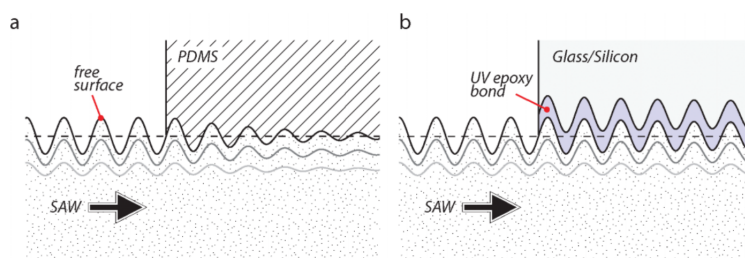 a
PDMS
free
surface
SAW
b
Glass/Silicon
UV epoxy
bond
SAW